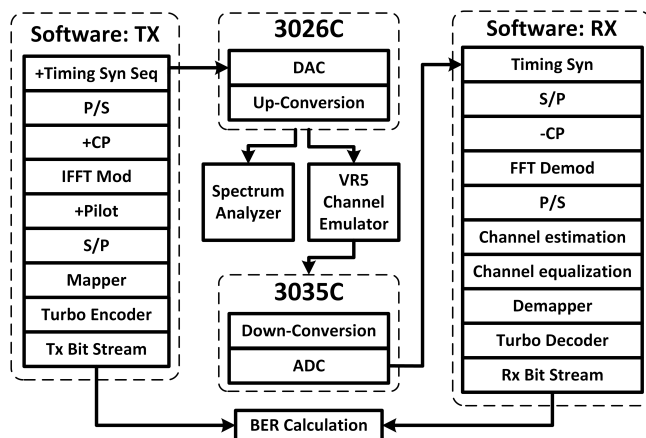 Software: TX
+Timing Syn Seq
P/S
+CP
IFFT Mod
+Pilot
S/P
Mapper
Turbo Encoder
Tx Bit Stream
3026C
DAC
Up-Conversion
Spectrum
Analyzer
VR5
Channel
Emulator
3035C
Down-Conversion
ADC
Software: RX
Timing Syn
S/P
-CP
FFT Demod
P/S
Channel estimation
Channel equalization
Demapper
Turbo Decoder
Rx Bit Stream
BER Calculation